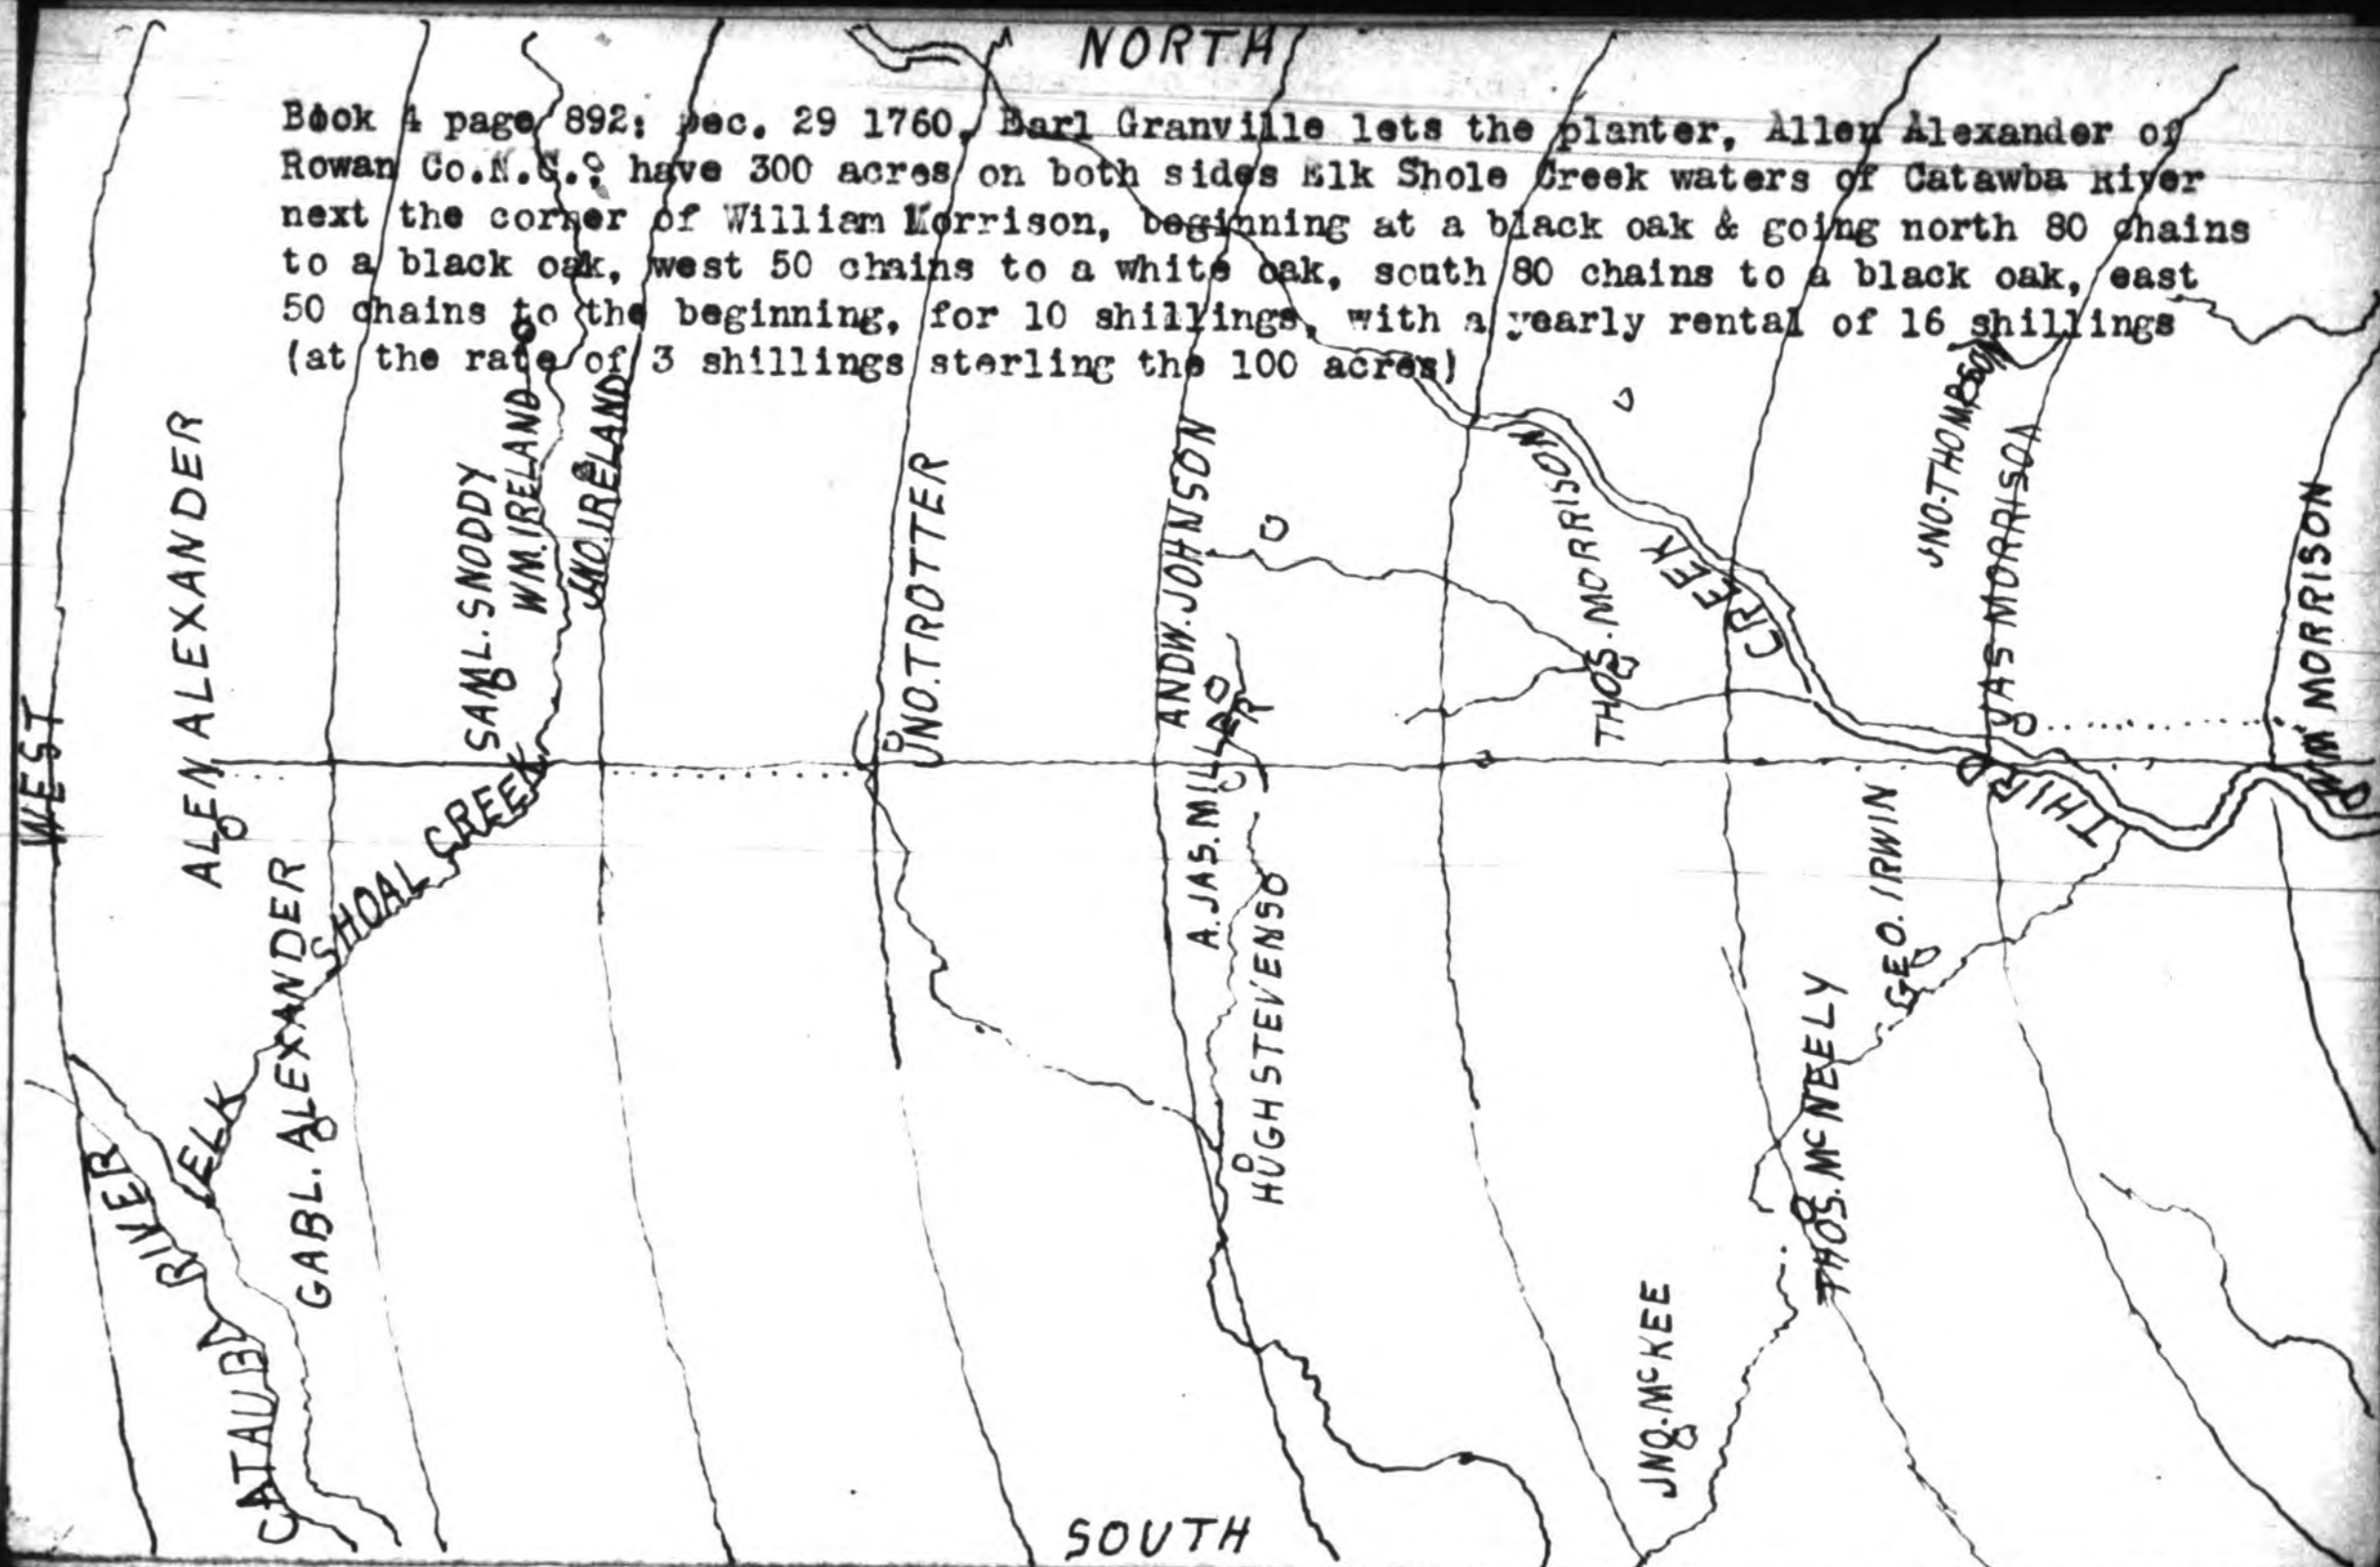 NORTH
Book 4 page 892: Dec. 29 1760, Earl Granville lets the planter, Allen Alexander of
Rowan Co.N.C., have 300 acres on both sides Elk Shole Creek waters of Catawba River
next the corner of William Morrison, beginning at a black oak & going north 80 chains
to a black oak, west 50 chains to a white oak, south 80 chains to a black oak, east
50 chains to the beginning, for 10 shillings, with a yearly rental of 16 shillings
(at the rate of 3 shillings sterling the 100 acres)
WEST
ALEN ALEXANDER
SAML. SNODDY
WM. IRELAND
JNO. IRELAND
JNO. TROTTER
ANDW. JOHNSON
A. JAS. MILLER
HUGH STEVENSO
THOS. MORRISON
THIRD CREEK
JNO. THOMPSON
JAS MORRISON
WM MORRISON
GEO. IRWIN
THOS. McNEELY
JNO. McKEE
GABL. ALEXANDER
ELK SHOAL CREEK
CATAUBA RIVER
SOUTH